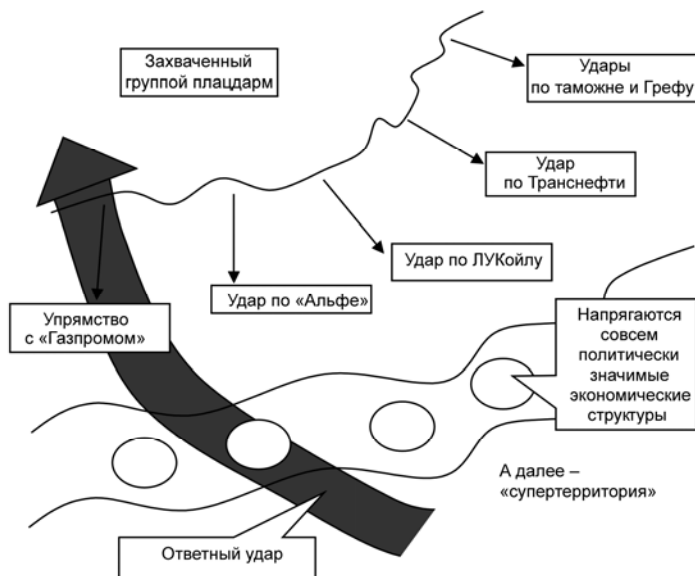 Захваченный
группой плацдарм
Удары
по таможне и Грефу
Удар
по Транснефти
Удар по ЛУКойлу
Удар по «Альфе»
Упрямство
с «Газпромом»
Напрягаются
совсем
политически
значимые
экономические
структуры
А далее –
«супертерритория»
Ответный удар